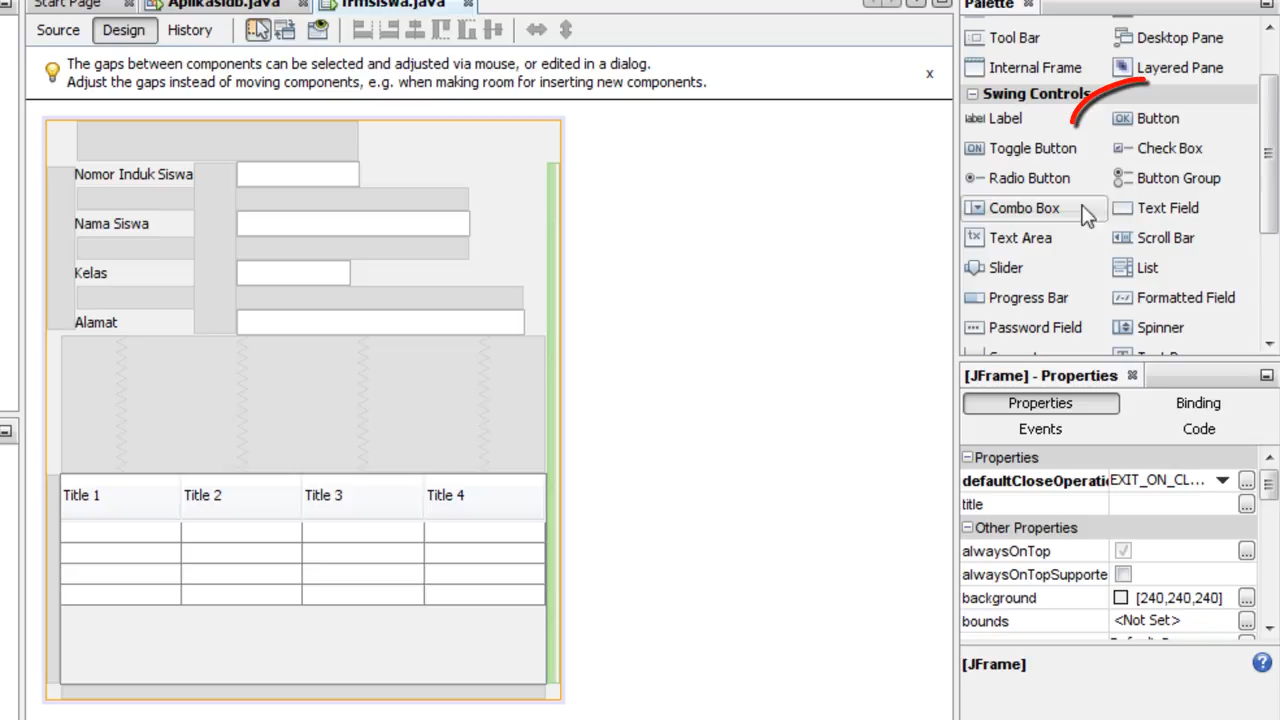 Start Page Aplikasidb.java frmsiswa.java
Source Design History
The gaps between components can be selected and adjusted via mouse, or edited in a dialog.
Adjust the gaps instead of moving components, e.g. when making room for inserting new components.
x
Nomor Induk Siswa
Nama Siswa
Kelas
Alamat
Title 1 Title 2 Title 3 Title 4
Palette
Tool Bar Desktop Pane
Internal Frame Layered Pane
Swing Controls
label Label OK Button
ON Toggle Button Check Box
Radio Button Button Group
Combo Box Text Field
tx Text Area Scroll Bar
Slider List
Progress Bar Formatted Field
Password Field Spinner
[JFrame] - Properties
Properties Binding
Events Code
Properties
defaultCloseOperatio EXIT_ON_CL... ...
title ...
Other Properties
alwaysOnTop ...
alwaysOnTopSupporte
background [240,240,240] ...
bounds <Not Set> ...
[JFrame]
?